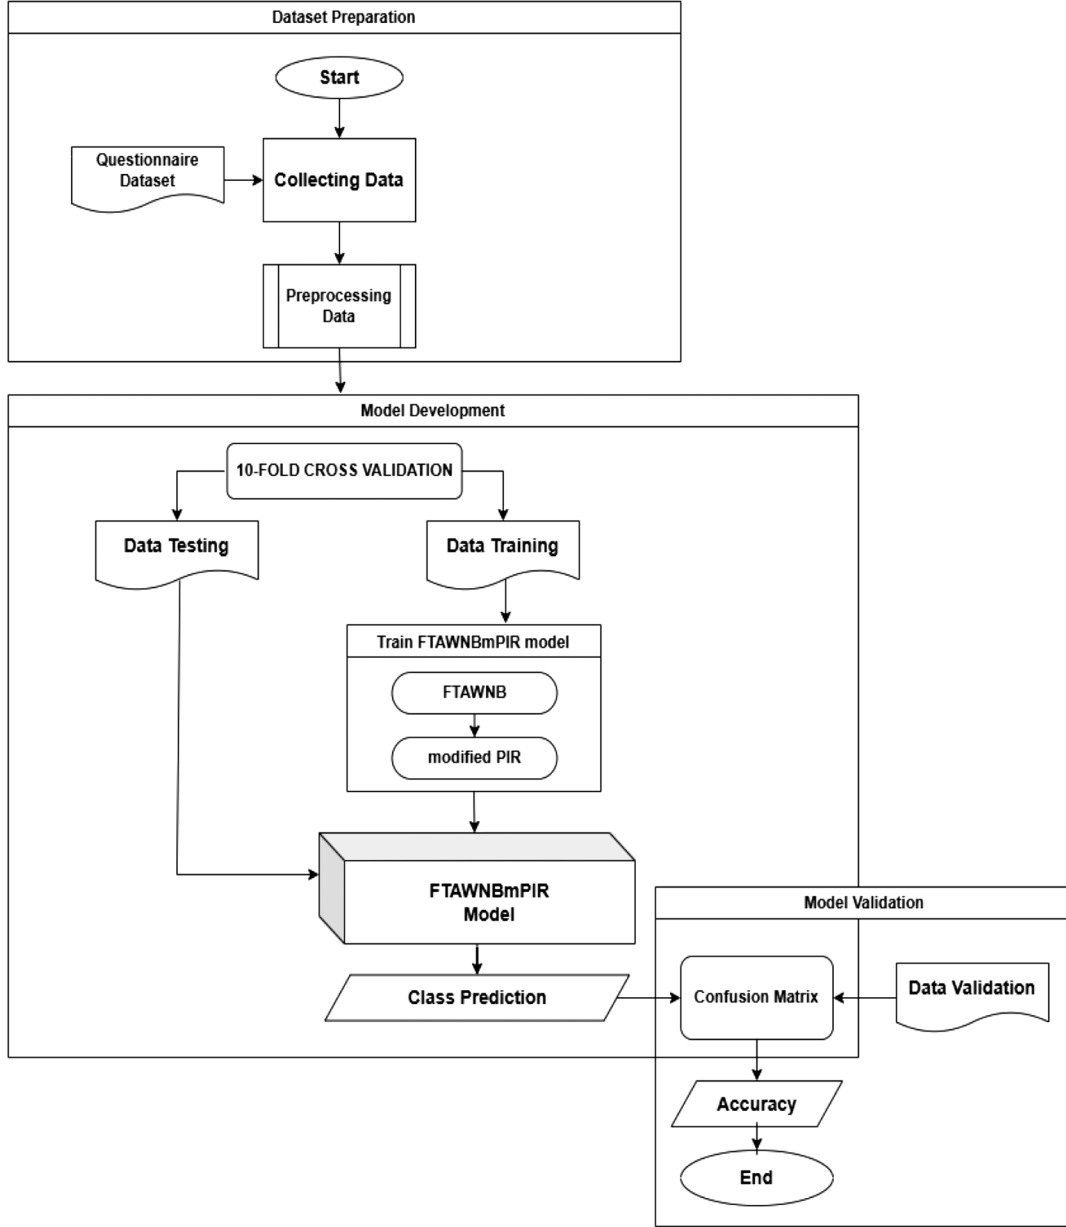 Dataset Preparation
Start
Questionnaire
Dataset
Collecting Data
Preprocessing
Data
Model Development
10-FOLD CROSS VALIDATION
Data Testing
Data Training
Train FTAWNBmPIR model
FTAWNB
modified PIR
FTAWNBmPIR
Model
Class Prediction
Model Validation
Confusion Matrix
Data Validation
Accuracy
End